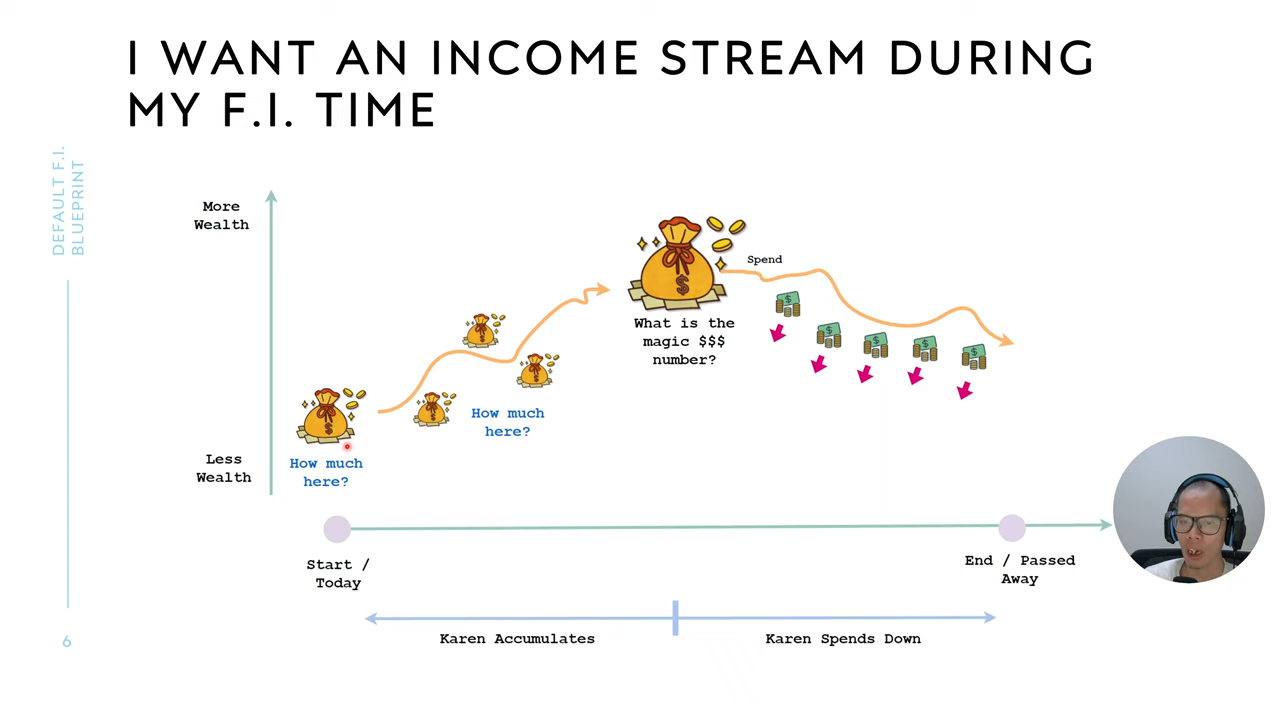 I WANT AN INCOME STREAM DURING
MY F.I. TIME
DEFAULT F.I.
BLUEPRINT
More
Wealth
Spend
What is the
magic $$$
number?
How much
here?
Less
Wealth
How much
here?
Start /
Today
End / Passed
Away
Karen Accumulates
Karen Spends Down
6